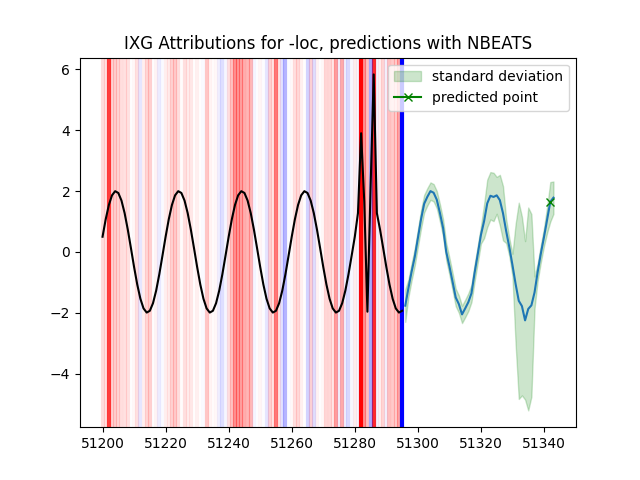 IXG Attributions for -loc, predictions with NBEATS
standard deviation
predicted point
6
4
2
0
−2
−4
51200 51220 51240 51260 51280 51300 51320 51340